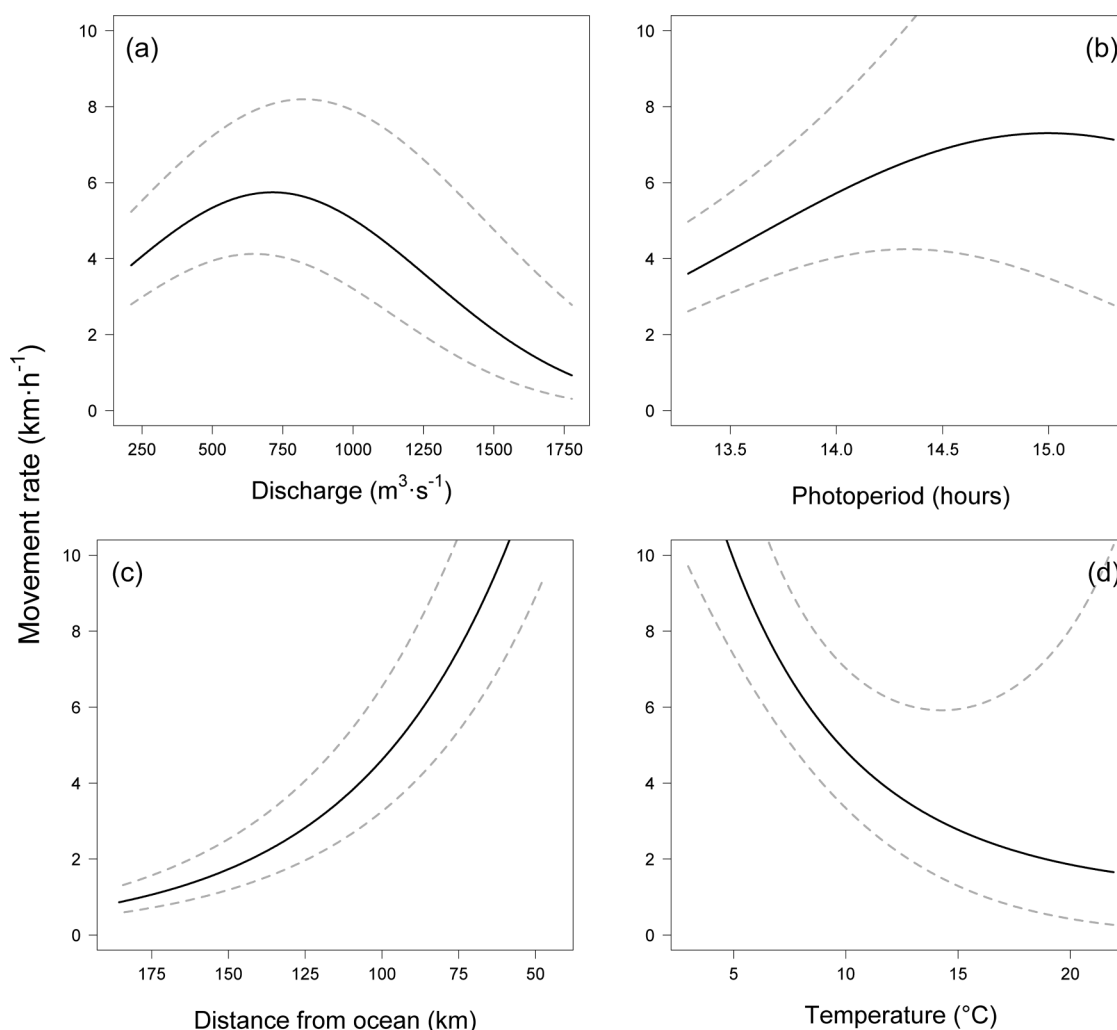 Movement rate (km·h⁻¹)
(a)
10
8
6
4
2
0
250 500 750 1000 1250 1500 1750
Discharge (m³·s⁻¹)
(b)
10
8
6
4
2
0
13.5 14.0 14.5 15.0
Photoperiod (hours)
(c)
10
8
6
4
2
0
175 150 125 100 75 50
Distance from ocean (km)
(d)
10
8
6
4
2
0
5 10 15 20
Temperature (°C)